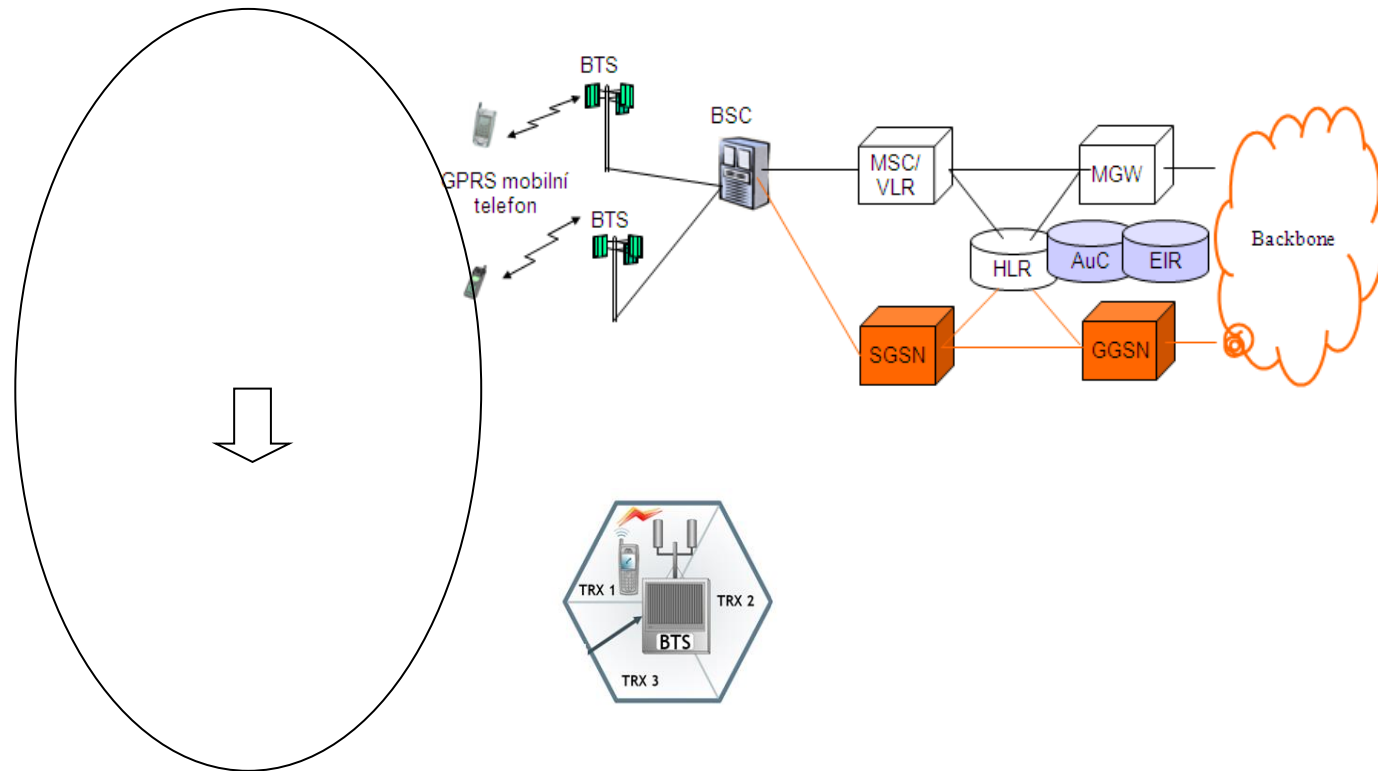 BTS
BSC
GPRS mobilní
telefon
BTS
MSC/
VLR
MGW
HLR
AuC
EIR
Backbone
SGSN
GGSN
TRX 1
TRX 2
BTS
TRX 3